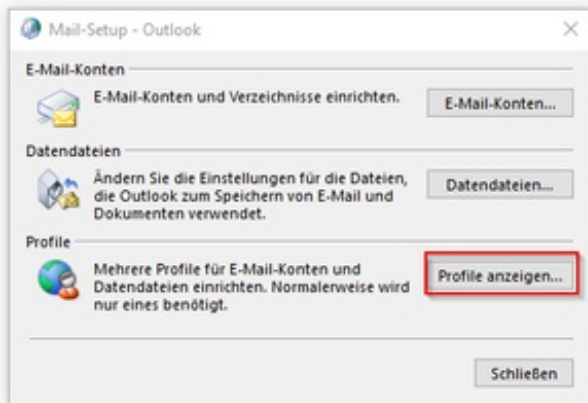 Mail-Setup - Outlook
E-Mail-Konten
E-Mail-Konten und Verzeichnisse einrichten.
E-Mail-Konten...
Datendateien
Ändern Sie die Einstellungen für die Dateien,
die Outlook zum Speichern von E-Mail und
Dokumenten verwendet.
Datendateien...
Profile
Mehrere Profile für E-Mail-Konten und
Datendateien einrichten. Normalerweise wird
nur eines benötigt.
Profile anzeigen...
Schließen